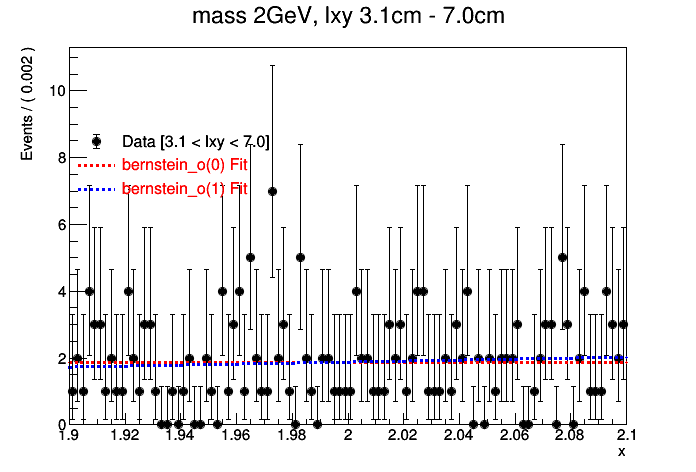 mass 2GeV, lxy 3.1cm - 7.0cm
Events / ( 0.002 )
10
8
6
4
2
0
Data [3.1 < lxy < 7.0]
bernstein_o(0) Fit
bernstein_o(1) Fit
1.9 1.92 1.94 1.96 1.98 2 2.02 2.04 2.06 2.08 2.1
x